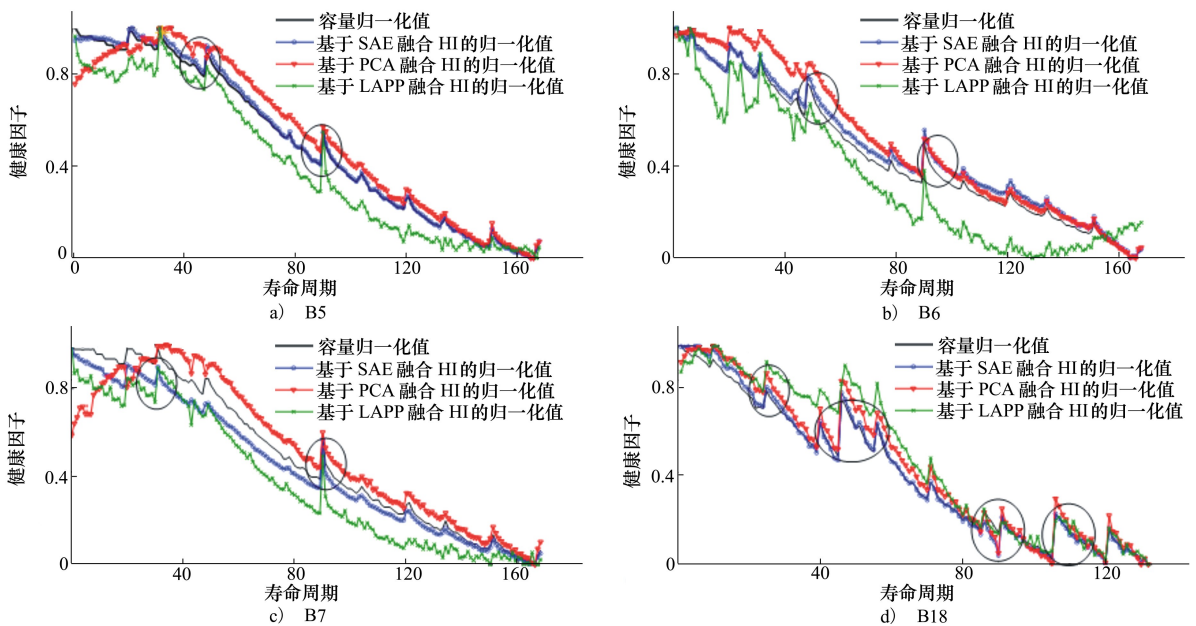 容量归一化值
基于 SAE 融合 HI 的归一化值
基于 PCA 融合 HI 的归一化值
基于 LAPP 融合 HI 的归一化值
健康因子
0.8
0.4
0
0 40 80 120 160
寿命周期
a) B5
容量归一化值
基于 SAE 融合 HI 的归一化值
基于 PCA 融合 HI 的归一化值
基于 LAPP 融合 HI 的归一化值
健康因子
0.8
0.4
0
40 80 120 160
寿命周期
b) B6
容量归一化值
基于 SAE 融合 HI 的归一化值
基于 PCA 融合 HI 的归一化值
基于 LAPP 融合 HI 的归一化值
健康因子
0.8
0.4
0
40 80 120 160
寿命周期
c) B7
容量归一化值
基于 SAE 融合 HI 的归一化值
基于 PCA 融合 HI 的归一化值
基于 LAPP 融合 HI 的归一化值
健康因子
0.8
0.4
0
40 80 120
寿命周期
d) B18